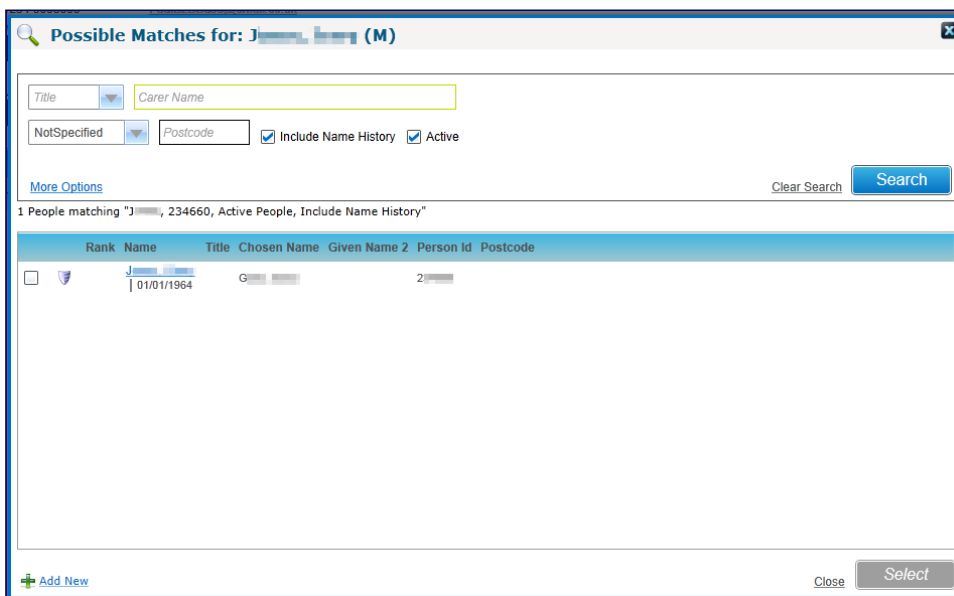 Possible Matches for: J (M)
Title Carer Name
NotSpecified Postcode Include Name History Active
More Options Clear Search Search
1 People matching "J , 234660, Active People, Include Name History"
Rank Name Title Chosen Name Given Name 2 Person Id Postcode
J
G 2
| 01/01/1964
Add New Close Select